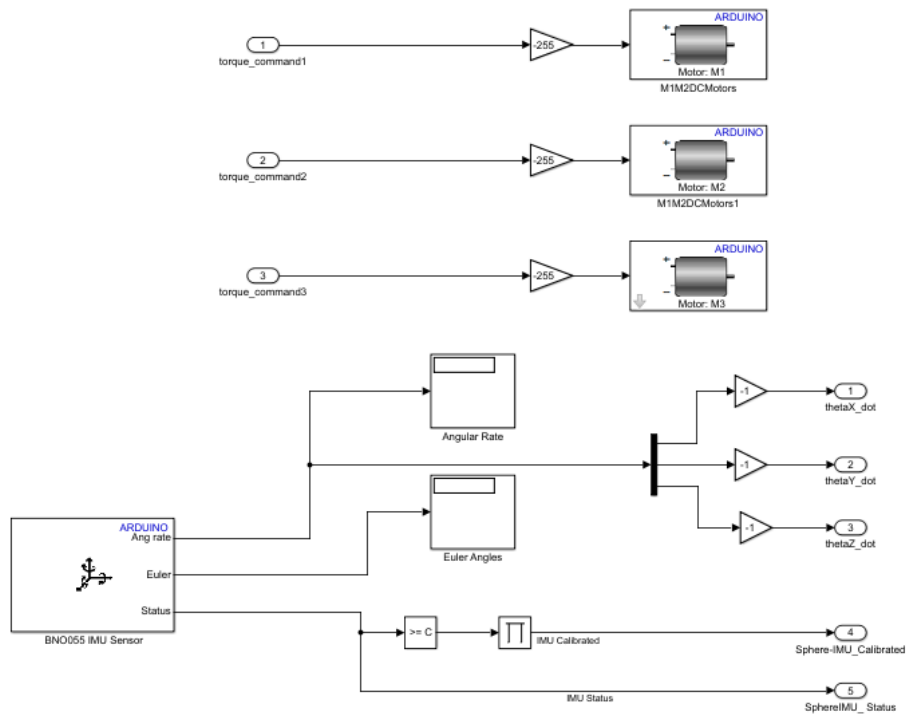 ARDUINO
1
-255
+
−
Motor: M1
torque_command1
M1M2DCMotors
ARDUINO
2
-255
+
−
Motor: M2
torque_command2
M1M2DCMotors1
ARDUINO
3
-255
+
−
Motor: M3
torque_command3
Angular Rate
-1
1
thetaX_dot
-1
2
thetaY_dot
-1
3
thetaZ_dot
Euler Angles
ARDUINO
Ang rate
Euler
Status
BNO055 IMU Sensor
>= C
IMU Calibrated
4
Sphere-IMU_Calibrated
IMU Status
5
SphereIMU_ Status